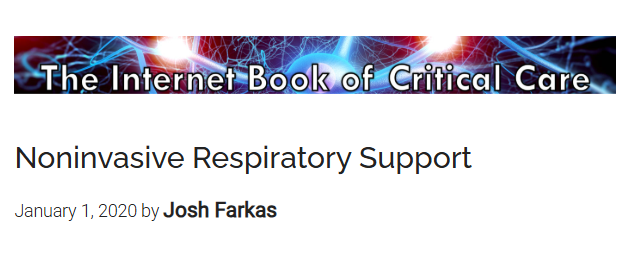 The Internet Book of Critical Care
Noninvasive Respiratory Support
January 1, 2020 by Josh Farkas